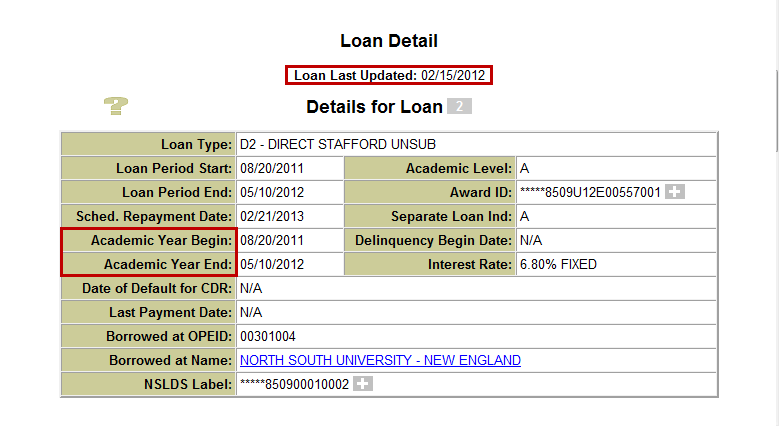 Loan Detail
Loan Last Updated: 02/15/2012
?
Details for Loan 2
Loan Type: D2 - DIRECT STAFFORD UNSUB
Loan Period Start: 08/20/2011 Academic Level: A
Loan Period End: 05/10/2012 Award ID: *****8509U12E00557001 +
Sched. Repayment Date: 02/21/2013 Separate Loan Ind: A
Academic Year Begin: 08/20/2011 Delinquency Begin Date: N/A
Academic Year End: 05/10/2012 Interest Rate: 6.80% FIXED
Date of Default for CDR: N/A
Last Payment Date: N/A
Borrowed at OPEID: 00301004
Borrowed at Name: NORTH SOUTH UNIVERSITY - NEW ENGLAND
NSLDS Label: *****850900010002 +